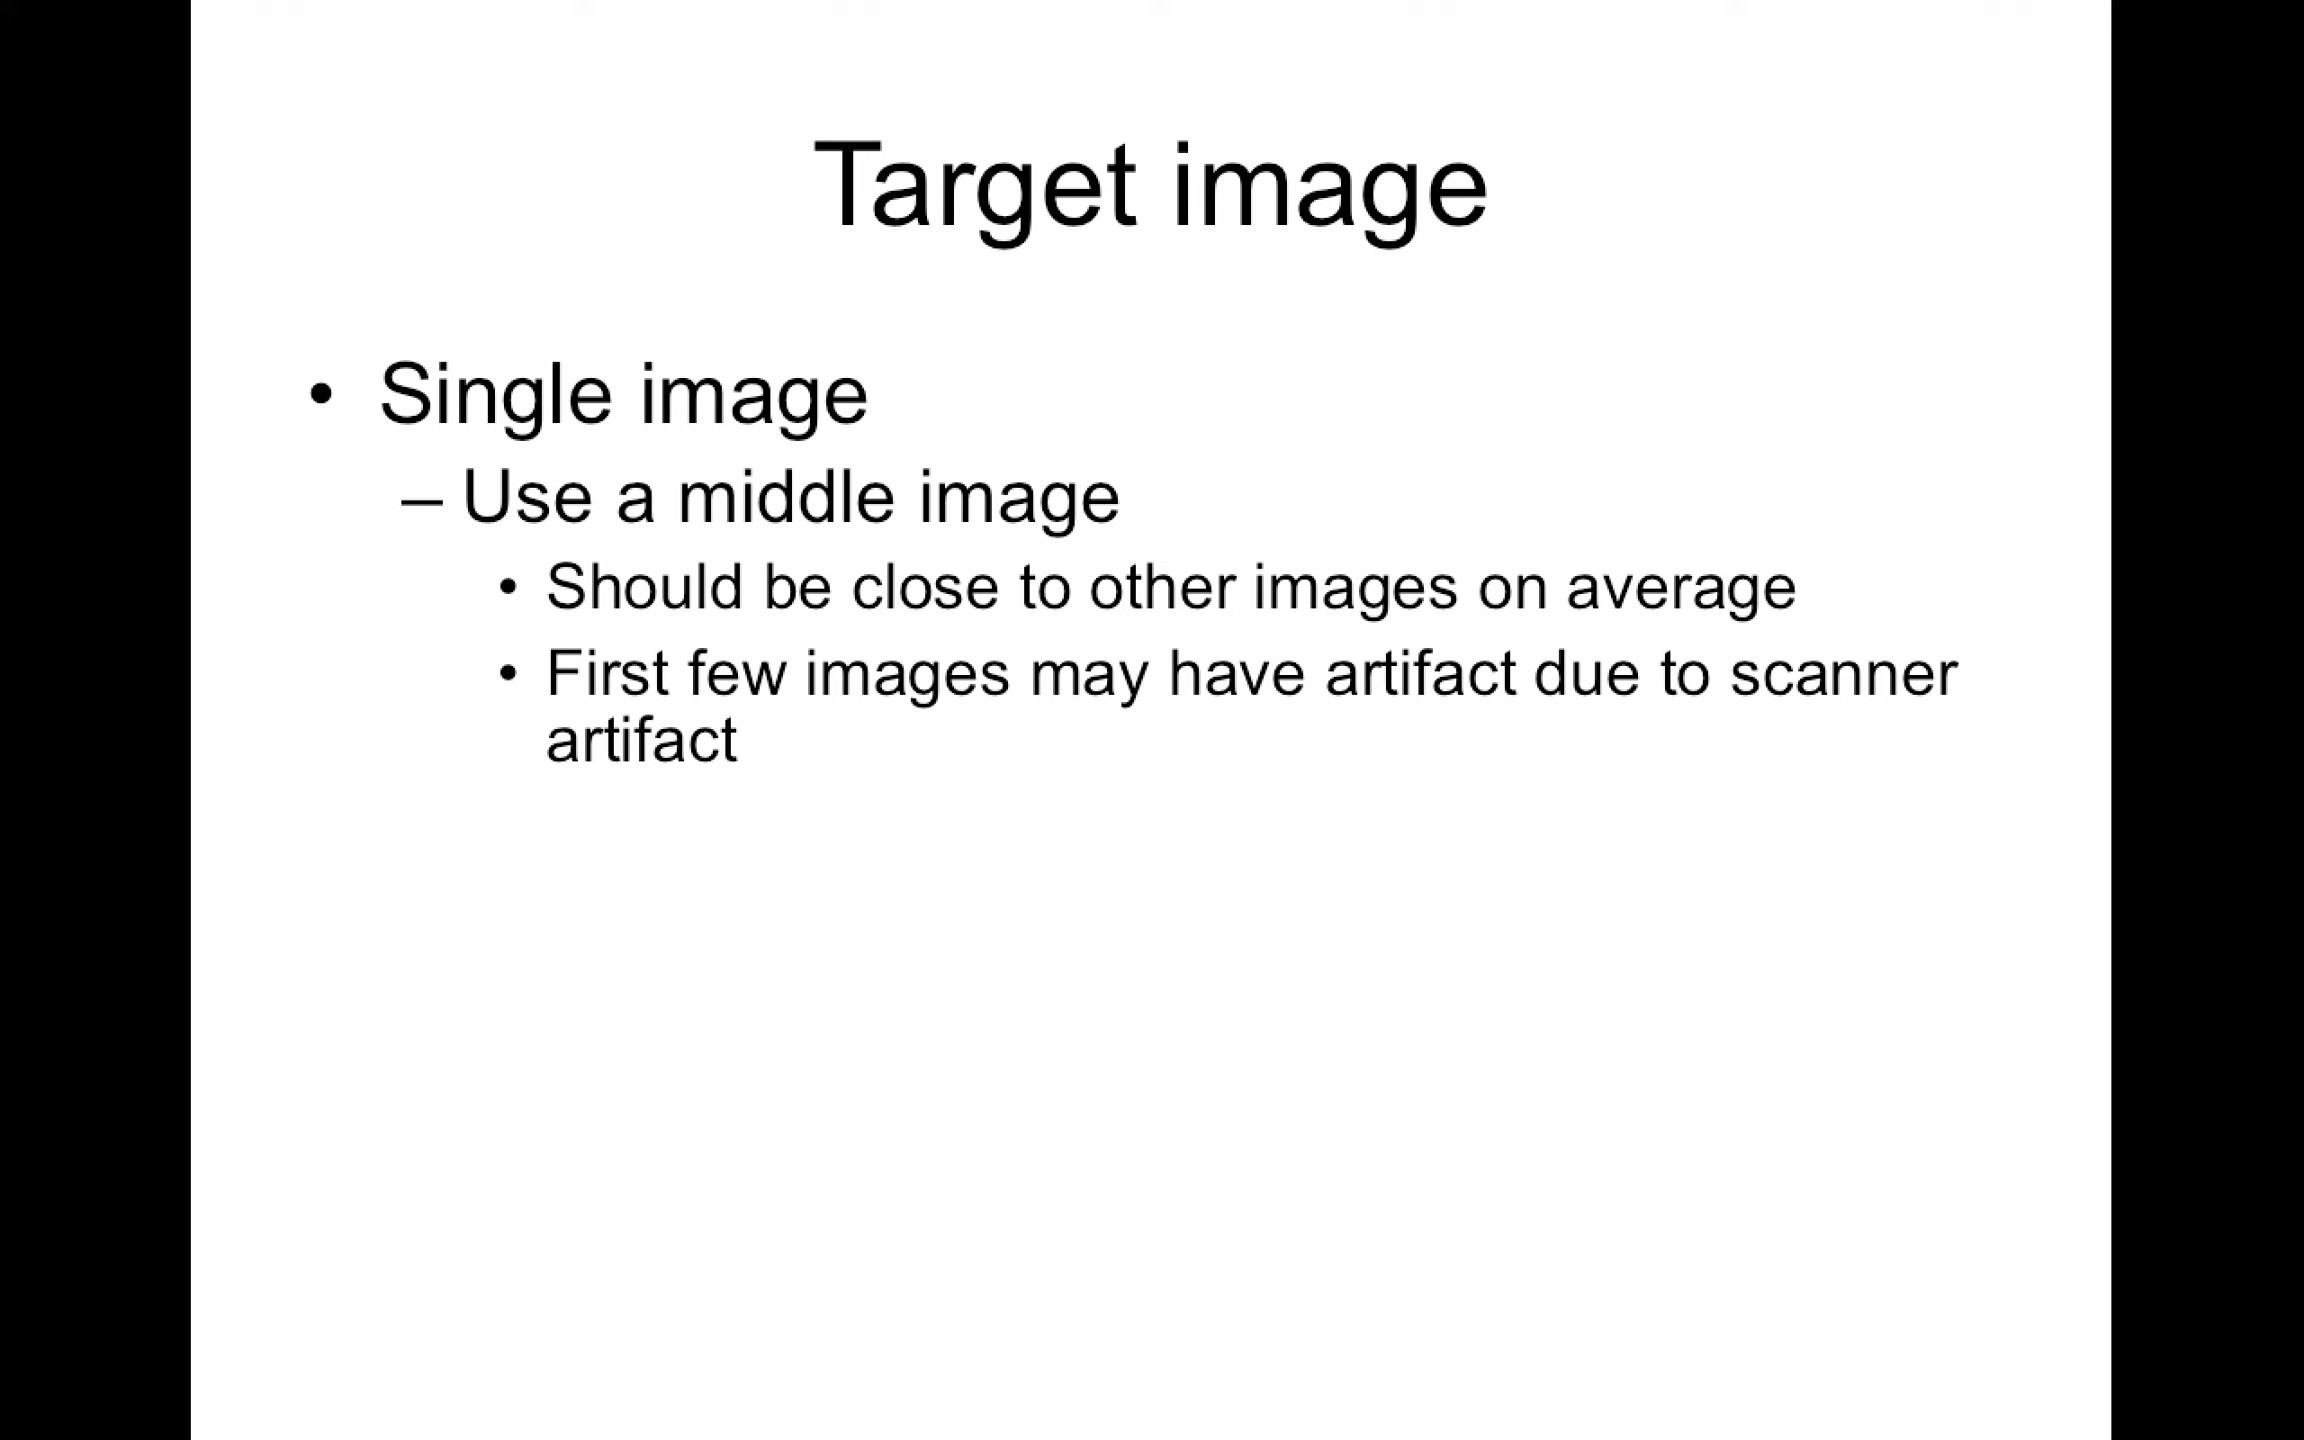 Target image
• Single image
– Use a middle image
• Should be close to other images on average
• First few images may have artifact due to scanner
artifact